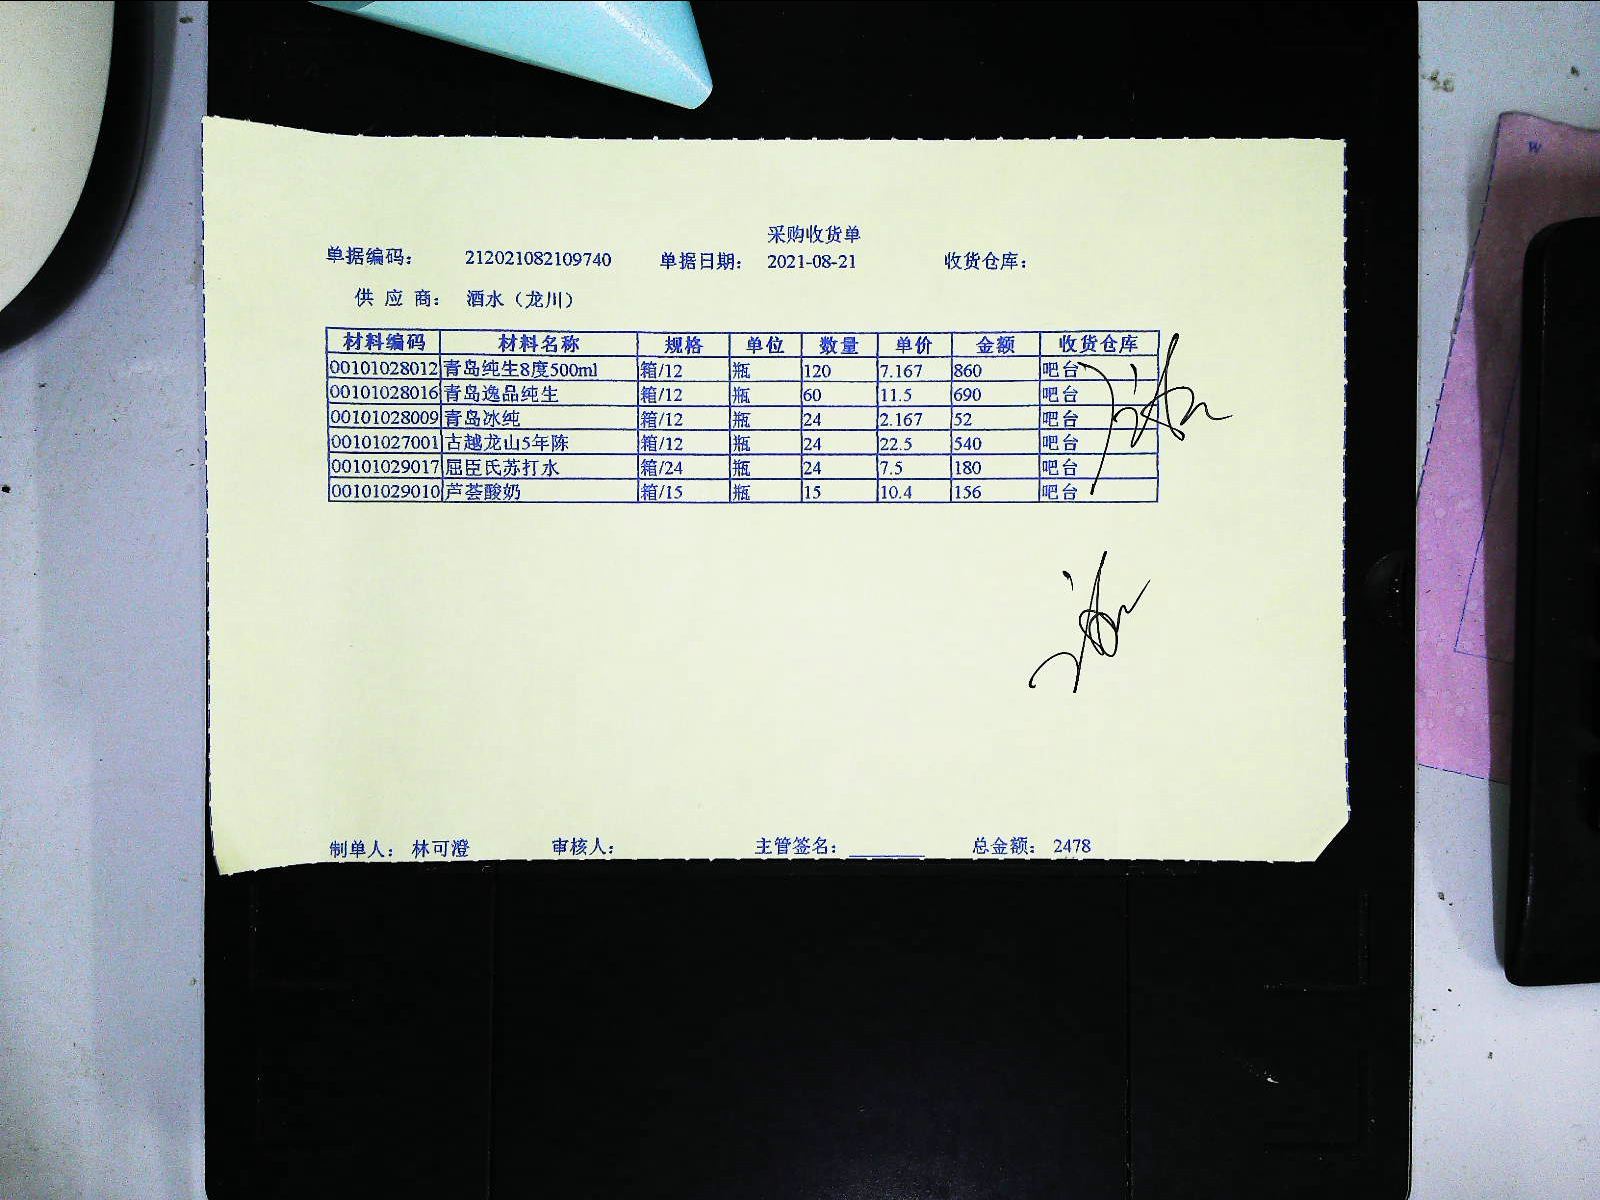 采购收货单
单据编码： 212021082109740 单据日期： 2021-08-21 收货仓库：
供 应 商： 酒水（龙川）
材料编码 材料名称 规格 单位 数量 单价 金额 收货仓库
00101028012 青岛纯生8度500ml 箱/12 瓶 120 7.167 860 吧台
00101028016 青岛逸品纯生 箱/12 瓶 60 11.5 690 吧台
00101028009 青岛冰纯 箱/12 瓶 24 2.167 52 吧台
00101027001 古越龙山5年陈 箱/12 瓶 24 22.5 540 吧台
00101029017 屈臣氏苏打水 箱/24 瓶 24 7.5 180 吧台
00101029010 芦荟酸奶 箱/15 瓶 15 10.4 156 吧台
制单人： 林可澄 审核人： 主管签名： 总金额： 2478